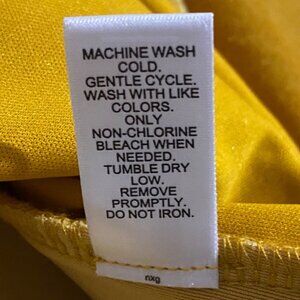 MACHINE WASH
COLD.
GENTLE CYCLE.
WASH WITH LIKE
COLORS.
ONLY
NON-CHLORINE
BLEACH WHEN
NEEDED.
TUMBLE DRY
LOW.
REMOVE
PROMPTLY.
DO NOT IRON.
nxg